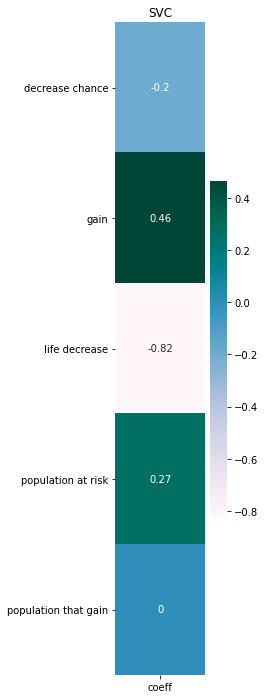 SVC
decrease chance
-0.2
gain
0.46
life decrease
-0.82
population at risk
0.27
population that gain
0
coeff
0.4
0.2
0.0
−0.2
−0.4
−0.6
−0.8